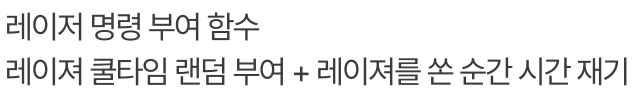 레이저 명령 부여 함수
레이져 쿨타임 랜덤 부여 + 레이져를 쏜 순간 시간 재기